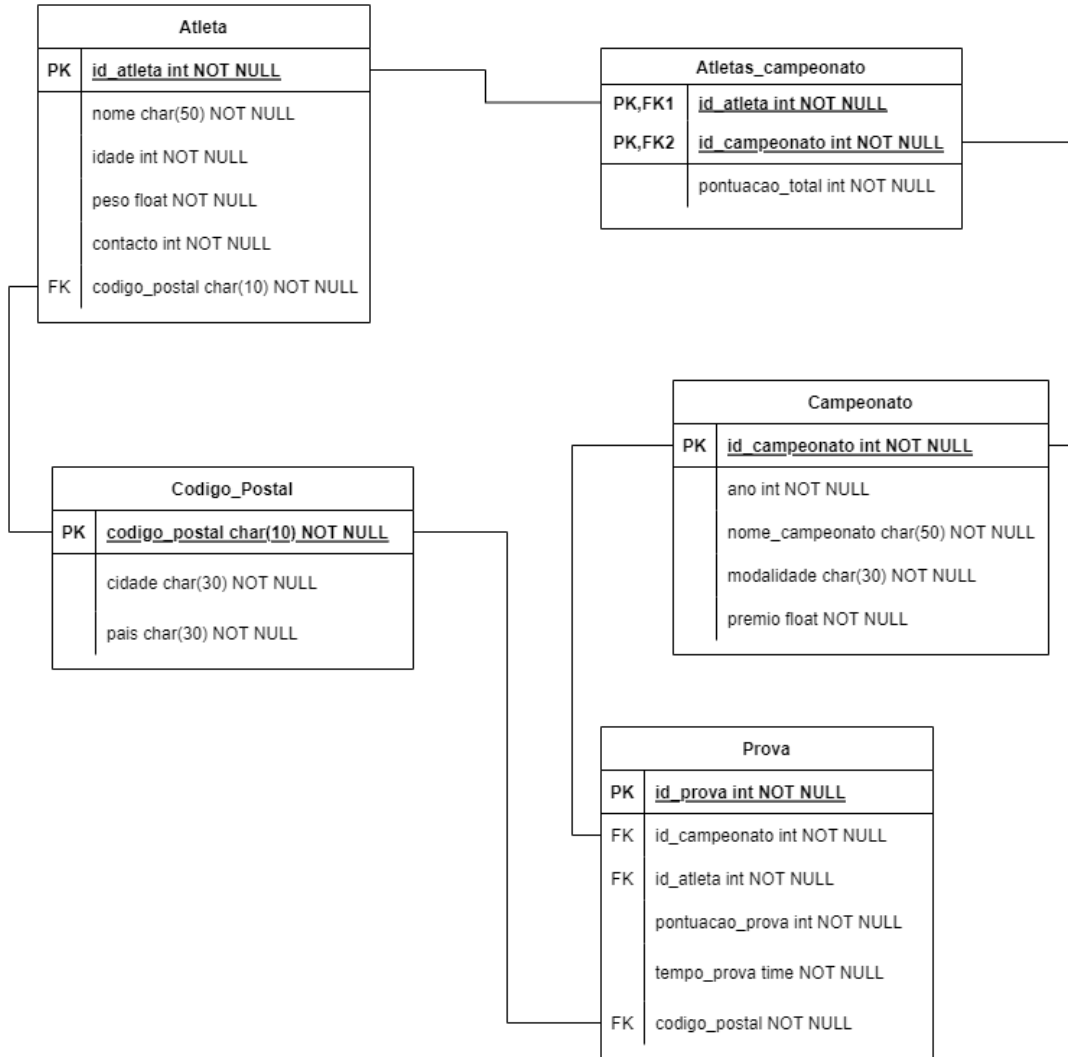 Atleta
PK id_atleta int NOT NULL
nome char(50) NOT NULL
idade int NOT NULL
peso float NOT NULL
contacto int NOT NULL
FK codigo_postal char(10) NOT NULL
Atletas_campeonato
PK,FK1 id_atleta int NOT NULL
PK,FK2 id_campeonato int NOT NULL
pontuacao_total int NOT NULL
Codigo_Postal
PK codigo_postal char(10) NOT NULL
cidade char(30) NOT NULL
pais char(30) NOT NULL
Campeonato
PK id_campeonato int NOT NULL
ano int NOT NULL
nome_campeonato char(50) NOT NULL
modalidade char(30) NOT NULL
premio float NOT NULL
Prova
PK id_prova int NOT NULL
FK id_campeonato int NOT NULL
FK id_atleta int NOT NULL
pontuacao_prova int NOT NULL
tempo_prova time NOT NULL
FK codigo_postal NOT NULL